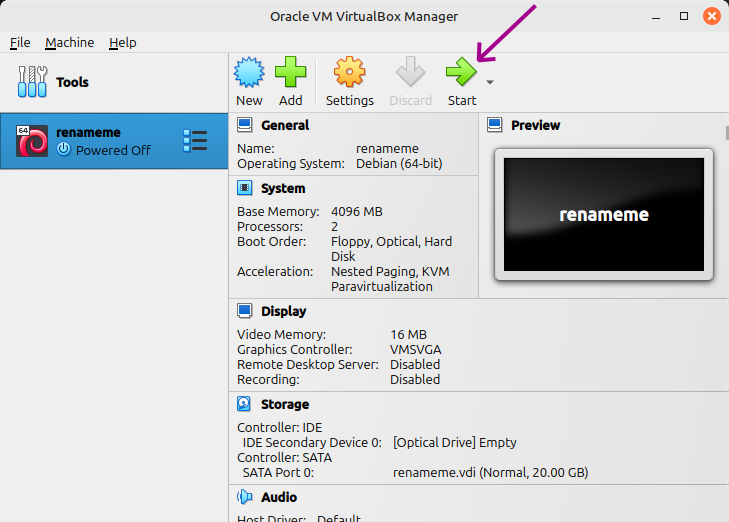 Oracle VM VirtualBox Manager
File Machine Help
Tools
New Add Settings Discard Start
64
renameme
Powered Off
General
Name: renameme
Operating System: Debian (64-bit)
System
Base Memory: 4096 MB
Processors: 2
Boot Order: Floppy, Optical, Hard
Disk
Acceleration: Nested Paging, KVM
Paravirtualization
Preview
renameme
Display
Video Memory: 16 MB
Graphics Controller: VMSVGA
Remote Desktop Server: Disabled
Recording: Disabled
Storage
Controller: IDE
IDE Secondary Device 0: [Optical Drive] Empty
Controller: SATA
SATA Port 0: renameme.vdi (Normal, 20.00 GB)
Audio
Host Driver: Default